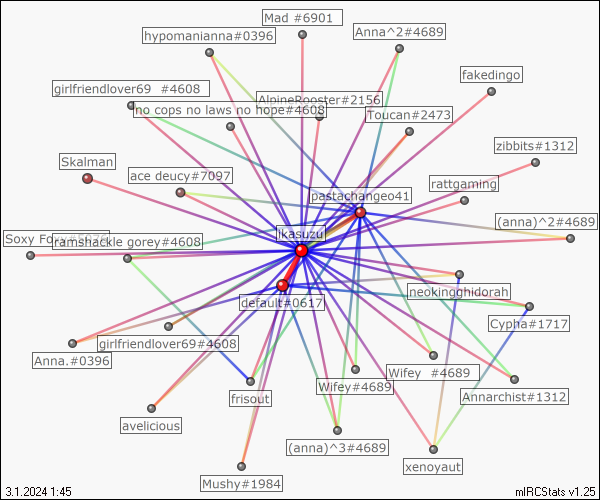 Mad #6901
hypomanianna#0396
Anna^2#4689
fakedingo
girlfriendlover69 #4608
AlpineRooster#2156
no cops no laws no hope#4608
Toucan#2473
zibbits#1312
Skalman
ace deucy#7097
rattgaming
pastachangeo41
(anna)^2#4689
Soxy
ramshackle gorey#4608
ikasuzu
neokingghidorah
default#0617
Cypha#1717
girlfriendlover69#4608
Anna.#0396
Wifey #4689
Wifey#4689
frisout
Annarchist#1312
avelicious
(anna)^3#4689
xenoyaut
Mushy#1984
3.1.2024 1:45
mIRCStats v1.25